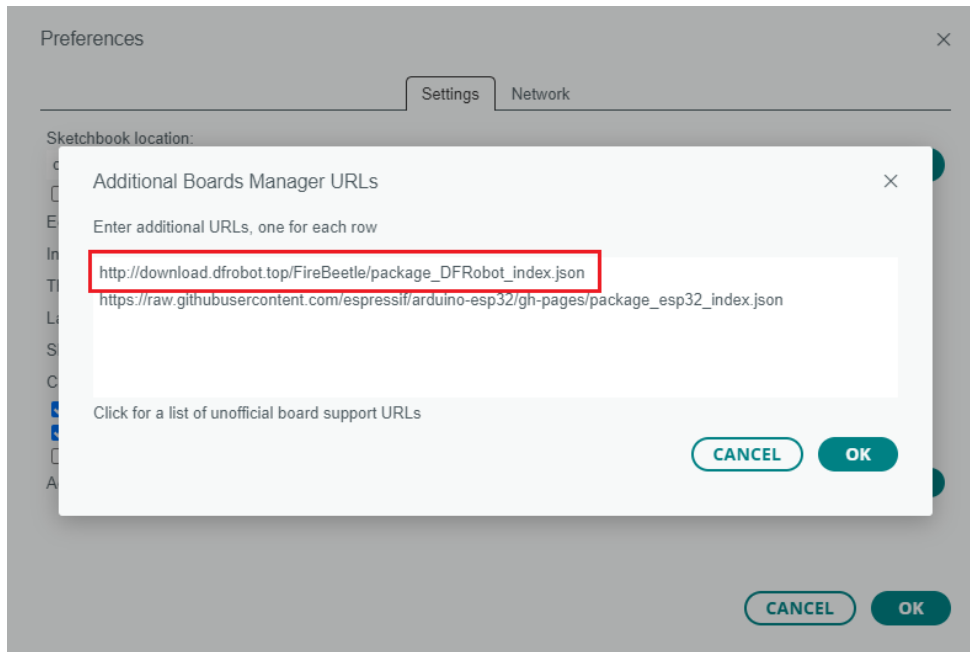 Preferences
Settings
Network
Sketchbook location:
Additional Boards Manager URLs
Enter additional URLs, one for each row
http://download.dfrobot.top/FireBeetle/package_DFRobot_index.json
https://raw.githubusercontent.com/espressif/arduino-esp32/gh-pages/package_esp32_index.json
Click for a list of unofficial board support URLs
CANCEL
OK
CANCEL
OK